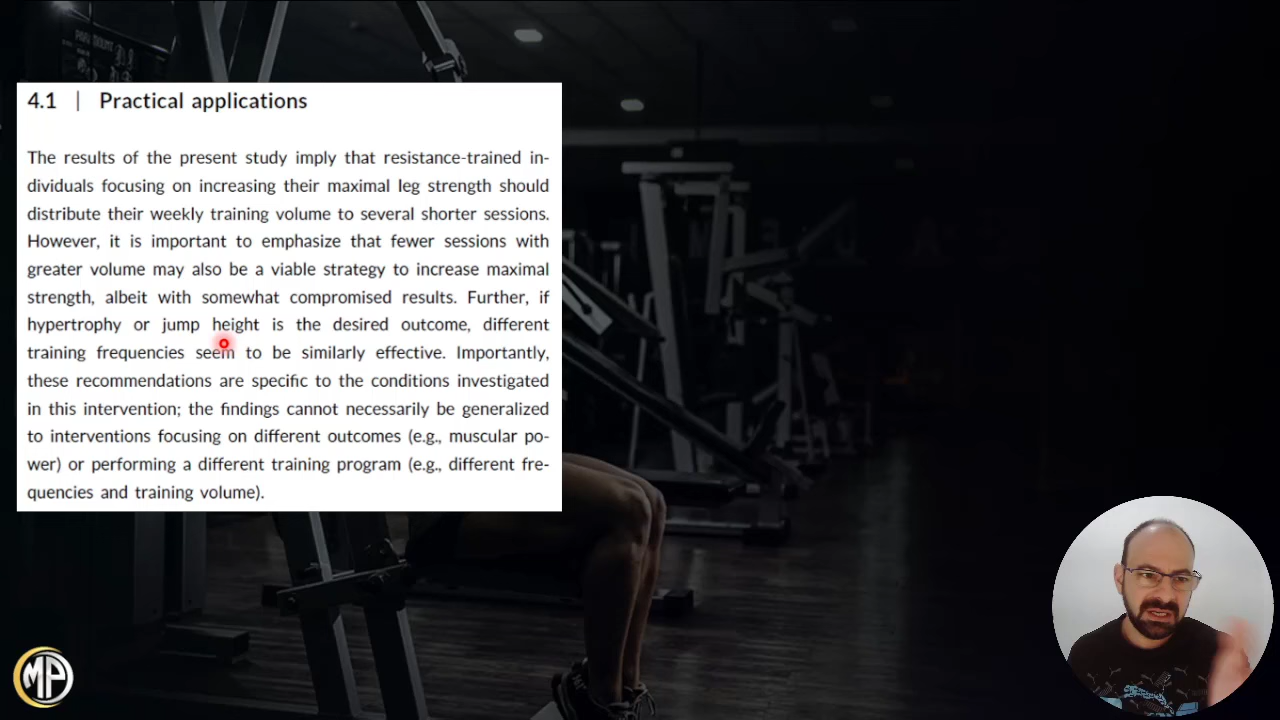 4.1 | Practical applications
The results of the present study imply that resistance-trained in-
dividuals focusing on increasing their maximal leg strength should
distribute their weekly training volume to several shorter sessions.
However, it is important to emphasize that fewer sessions with
greater volume may also be a viable strategy to increase maximal
strength, albeit with somewhat compromised results. Further, if
hypertrophy or jump height is the desired outcome, different
training frequencies seem to be similarly effective. Importantly,
these recommendations are specific to the conditions investigated
in this intervention; the findings cannot necessarily be generalized
to interventions focusing on different outcomes (e.g., muscular po-
wer) or performing a different training program (e.g., different fre-
quencies and training volume).
MP